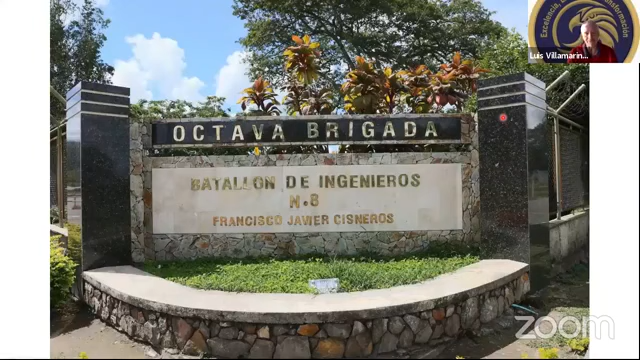 OCTAVA BRIGADA
BATALLON DE INGENIEROS
N.8
FRANCISCO JAVIER CISNEROS
Luis Villamarin...
zoom